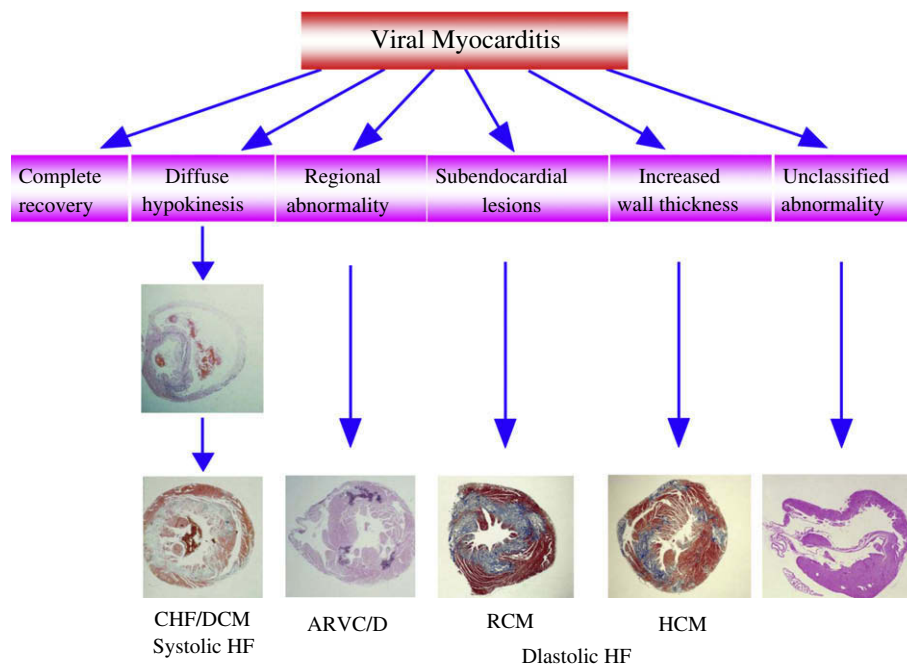 Viral Myocarditis
Complete
recovery
Diffuse
hypokinesis
Regional
abnormality
Subendocardial
lesions
Increased
wall thickness
Unclassified
abnormality
CHF/DCM
Systolic HF
ARVC/D
RCM
HCM
Dlastolic HF